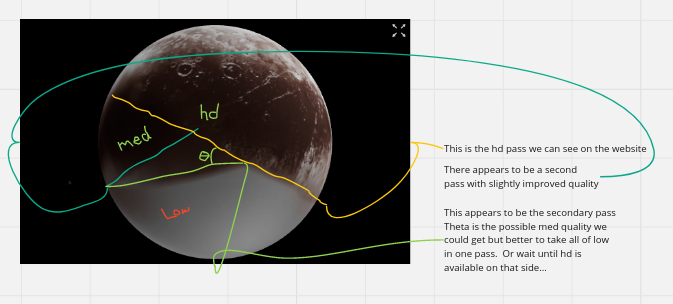 hd
med
θ
Low
This is the hd pass we can see on the website
There appears to be a second
pass with slightly improved quality
This appears to be the secondary pass
Theta is the possible med quality we
could get but better to take all of low
in one pass. Or wait until hd is
available on that side...